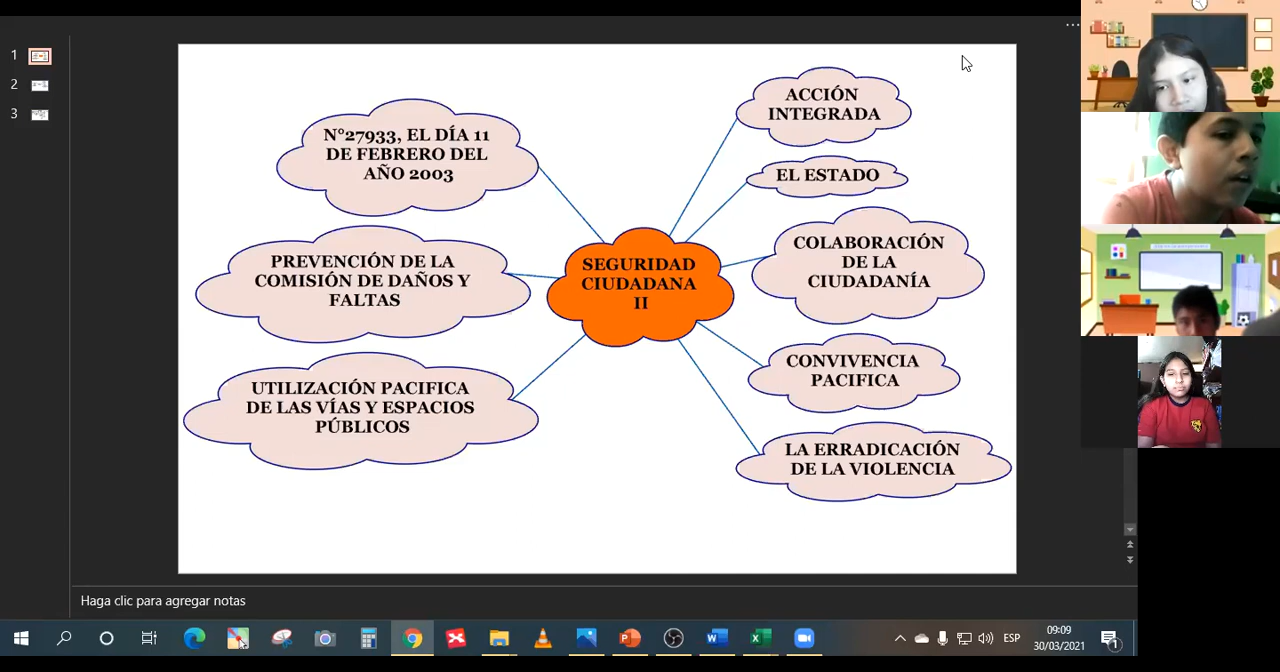 1
2
3
N°27933, EL DÍA 11
DE FEBRERO DEL
AÑO 2003
PREVENCIÓN DE LA
COMISIÓN DE DAÑOS Y
FALTAS
UTILIZACIÓN PACIFICA
DE LAS VÍAS Y ESPACIOS
PÚBLICOS
SEGURIDAD
CIUDADANA
II
ACCIÓN
INTEGRADA
EL ESTADO
COLABORACIÓN
DE LA
CIUDADANÍA
CONVIVENCIA
PACIFICA
LA ERRADICACIÓN
DE LA VIOLENCIA
Haga clic para agregar notas
ESP
09:09
30/03/2021
1